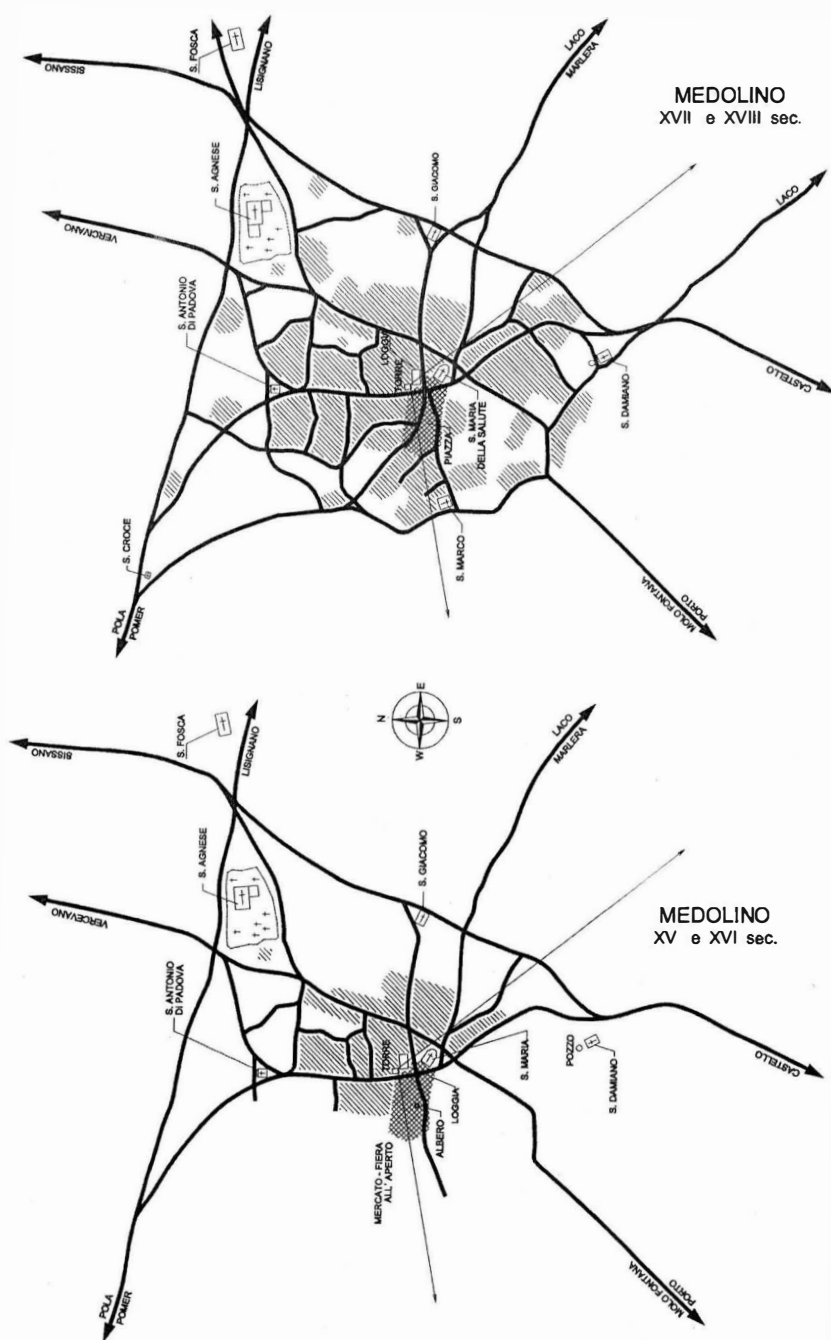 MEDOLINO
XVII e XVIII sec.
BISSANO
S. FOSCA
LISIGNANO
VERCIVANO
S. AGNESE
LACO
MARLERA
S. ANTONIO
DI PADOVA
S. GIACOMO
LOGGIA
TORRE
LACO
S. CROCE
POLA
POMER
PIAZZA
S. MARIA
DELLA SALUTE
S. DAMIANO
CASTELLO
S. MARCO
MOLO FONTANA
PORTO
N
E
S
W
MEDOLINO
XV e XVI sec.
BISSANO
S. FOSCA
LISIGNANO
VERCEVANO
S. AGNESE
LACO
MARLERA
S. ANTONIO
DI PADOVA
S. GIACOMO
TORRE
MERCATO - FIERA
ALL' APERTO
ALBERO
LOGGIA
S. MARIA
POZZO
S. DAMIANO
CASTELLO
POLA
POMER
MOLO FONTANA
PORTO